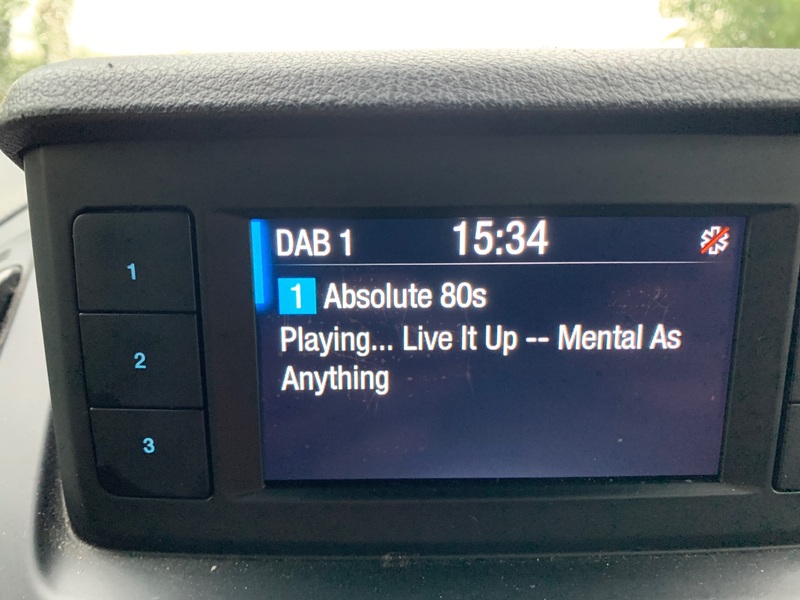 DAB 1 15:34
1 Absolute 80s
Playing... Live It Up -- Mental As
Anything
1
2
3